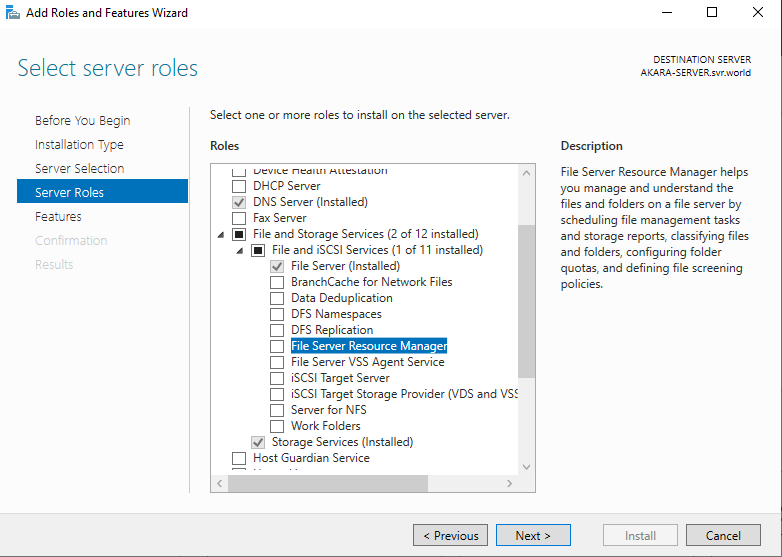 Add Roles and Features Wizard
Select server roles
DESTINATION SERVER
AKARA-SERVER.svr.world
Before You Begin
Installation Type
Server Selection
Server Roles
Features
Confirmation
Results
Select one or more roles to install on the selected server.
Roles
Device Health Attestation
DHCP Server
DNS Server (Installed)
Fax Server
File and Storage Services (2 of 12 installed)
File and iSCSI Services (1 of 11 installed)
File Server (Installed)
BranchCache for Network Files
Data Deduplication
DFS Namespaces
DFS Replication
File Server Resource Manager
File Server VSS Agent Service
iSCSI Target Server
iSCSI Target Storage Provider (VDS and VSS
Server for NFS
Work Folders
Storage Services (Installed)
Host Guardian Service
Description
File Server Resource Manager helps
you manage and understand the
files and folders on a file server by
scheduling file management tasks
and storage reports, classifying files
and folders, configuring folder
quotas, and defining file screening
policies.
< Previous
Next >
Install
Cancel